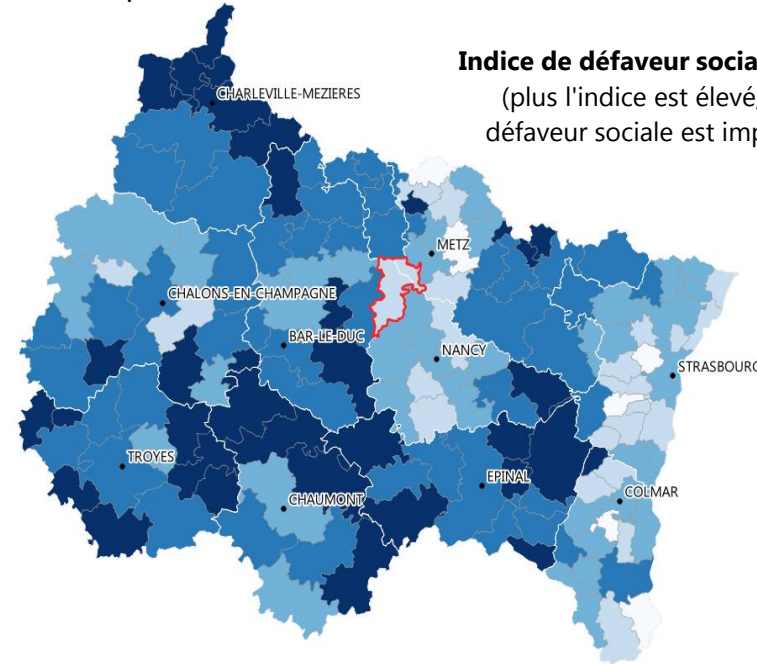 Indice de défaveur socia
(plus l'indice est élevé,
défaveur sociale est imp
CHARLEVILLE-MEZIERES
METZ
CHALONS-EN-CHAMPAGNE
BAR-LE-DUC
NANCY
STRASBOURG
TROYES
EPINAL
CHAUMONT
COLMAR